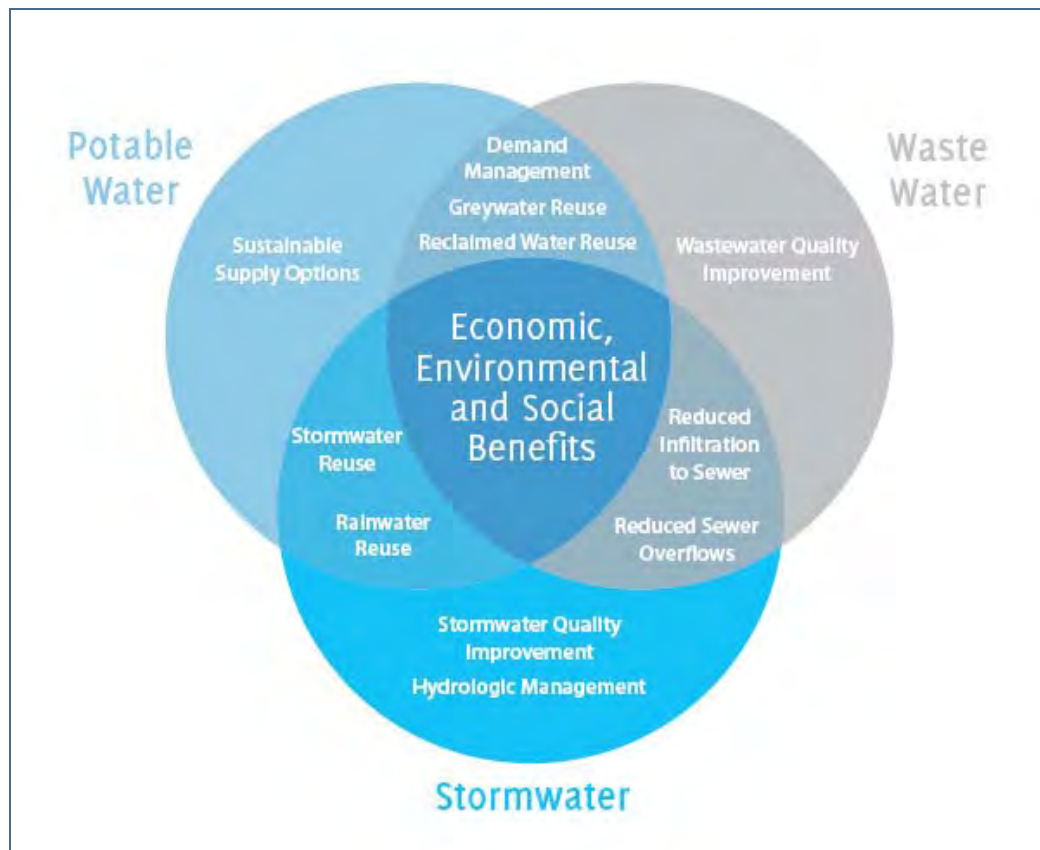 Potable
Water
Waste
Water
Demand
Management
Greywater Reuse
Reclaimed Water Reuse
Sustainable
Supply Options
Wastewater Quality
Improvement
Economic,
Environmental
and Social
Benefits
Stormwater
Reuse
Rainwater
Reuse
Reduced
Infiltration
to Sewer
Reduced Sewer
Overflows
Stormwater Quality
Improvement
Hydrologic Management
Stormwater